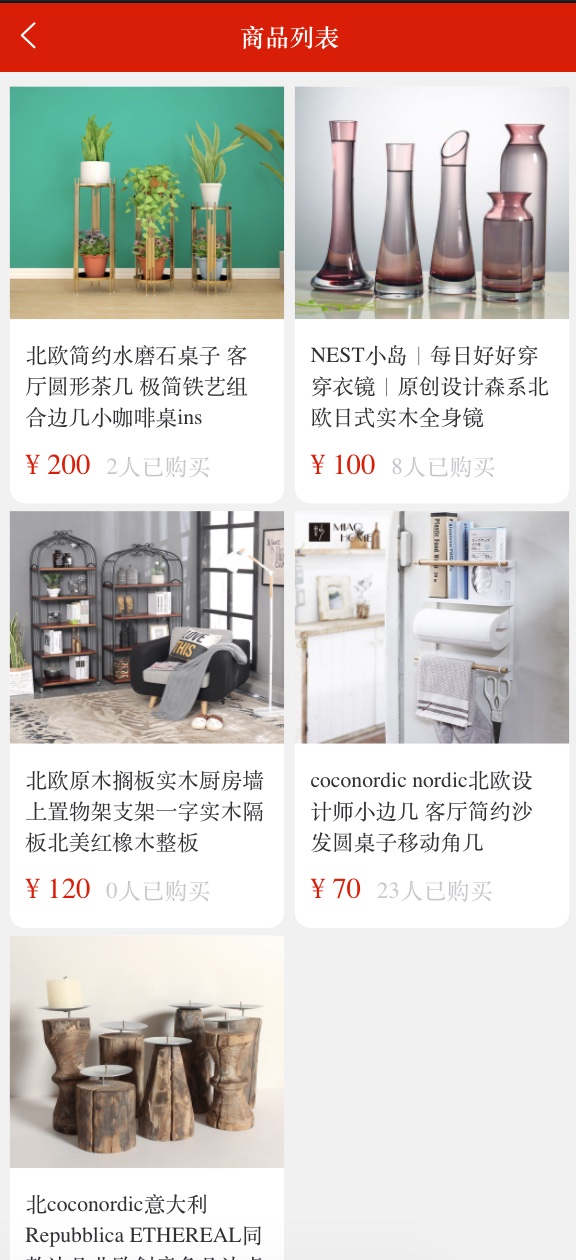 商品列表
北欧简约水磨石桌子 客
厅圆形茶几 极简铁艺组
合边几小咖啡桌ins
¥ 200 2人已购买
NEST小岛｜每日好好穿
穿衣镜｜原创设计森系北
欧日式实木全身镜
¥ 100 8人已购买
LOVE
THIS
北欧原木搁板实木厨房墙
上置物架支架一字实木隔
板北美红橡木整板
¥ 120 0人已购买
MIAO
HOME
coconordic nordic北欧设
计师小边几 客厅简约沙
发圆桌子移动角几
¥ 70 23人已购买
北coconordic意大利
Repubblica ETHEREAL同